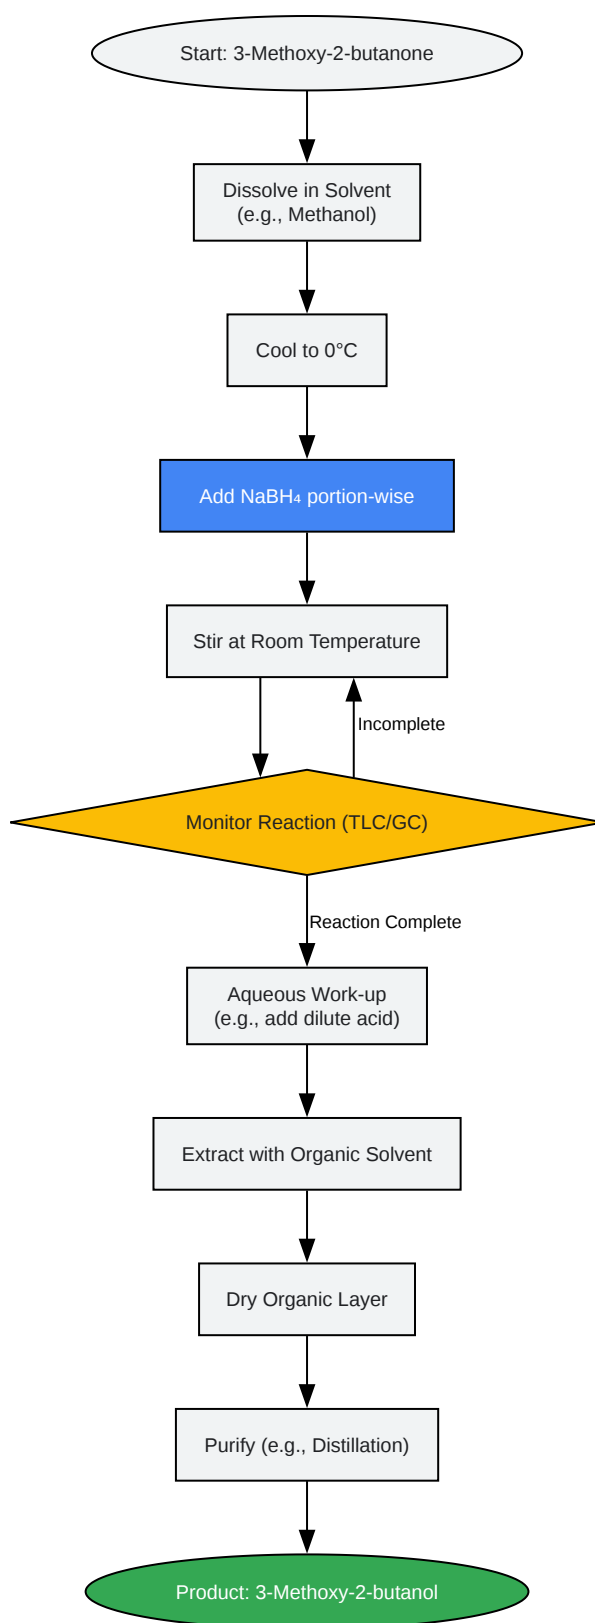 Start: 3-Methoxy-2-butanone
Dissolve in Solvent
(e.g., Methanol)
Cool to 0°C
Add NaBH₄ portion-wise
Stir at Room Temperature
Incomplete
Monitor Reaction (TLC/GC)
Reaction Complete
Aqueous Work-up
(e.g., add dilute acid)
Extract with Organic Solvent
Dry Organic Layer
Purify (e.g., Distillation)
Product: 3-Methoxy-2-butanol